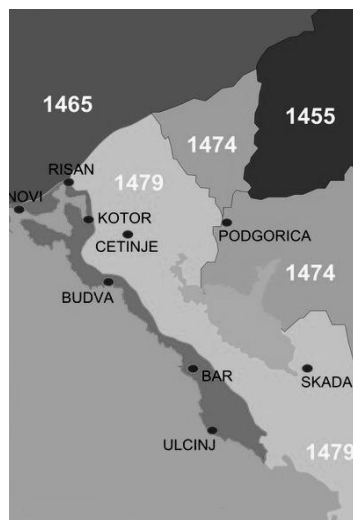 1465
1455
1474
RISAN
1479
NOVI
KOTOR
CETINJE
PODGORICA
1474
BUDVA
BAR
SKADA
ULCINJ
1479